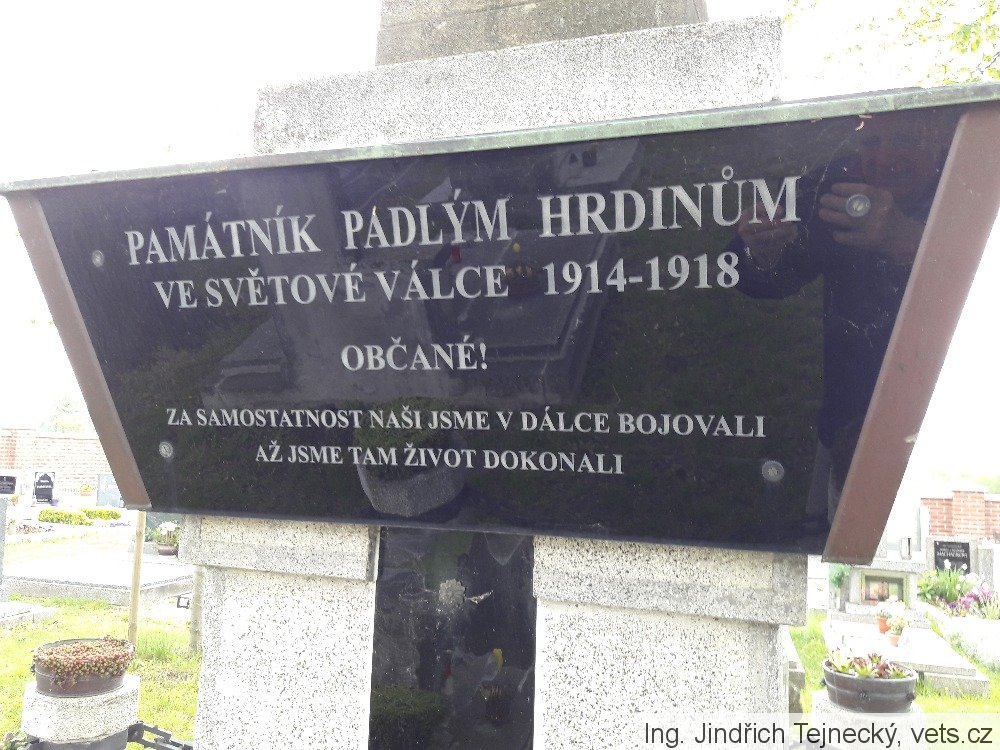 PAMÁTNÍK PADLÝM HRDINŮM
VE SVĚTOVÉ VÁLCE 1914-1918
OBČANÉ!
ZA SAMOSTATNOST NAŠI JSME V DÁLCE BOJOVALI
AŽ JSME TAM ŽIVOT DOKONALI
Ing. Jindřich Tejnecký, vets.cz